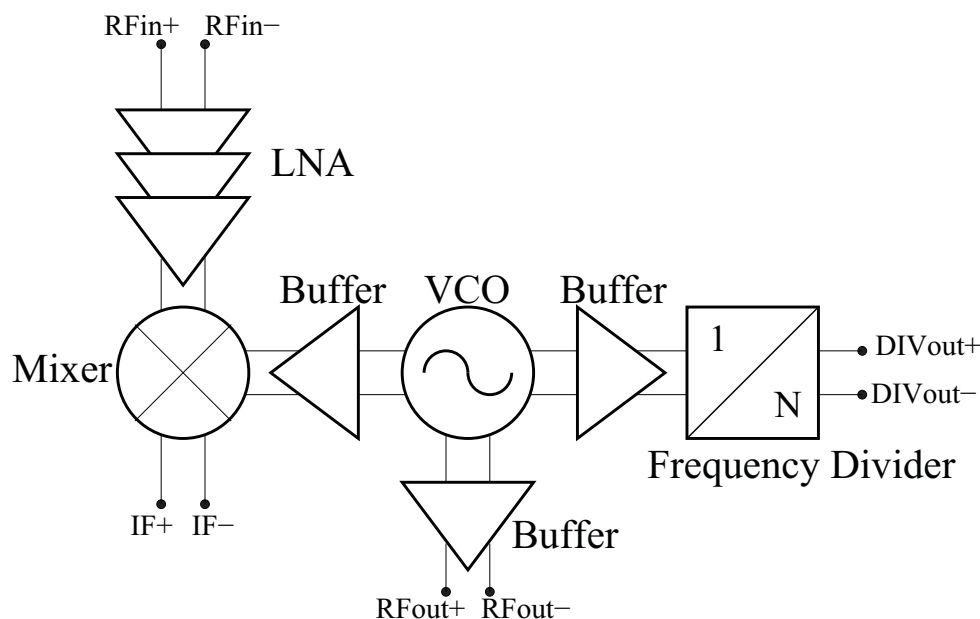 RFin+ RFin−
LNA
Buffer VCO Buffer
1
N
DIVout+
DIVout−
Mixer
Frequency Divider
IF+ IF−
Buffer
RFout+ RFout−